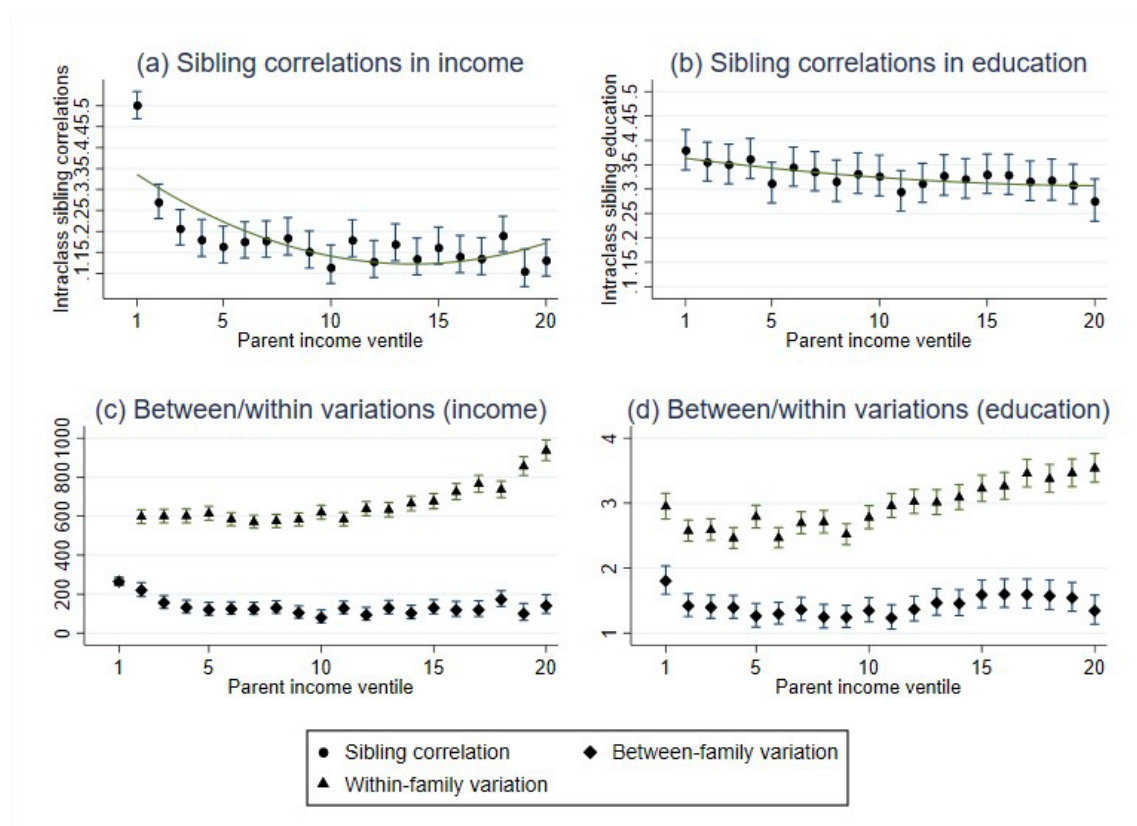 (a) Sibling correlations in income
Intraclass sibling correlations
.1 .15 .2 .25 .3 .35 .4 .45 .5
1 5 10 15 20
Parent income ventile
(b) Sibling correlations in education
Intraclass sibling education
.1 .15 .2 .25 .3 .35 .4 .45 .5
1 5 10 15 20
Parent income ventile
(c) Between/within variations (income)
0 200 400 600 800 1000
1 5 10 15 20
Parent income ventile
(d) Between/within variations (education)
4
3
2
1
1 5 10 15 20
Parent income ventile
Sibling correlation
Between-family variation
Within-family variation